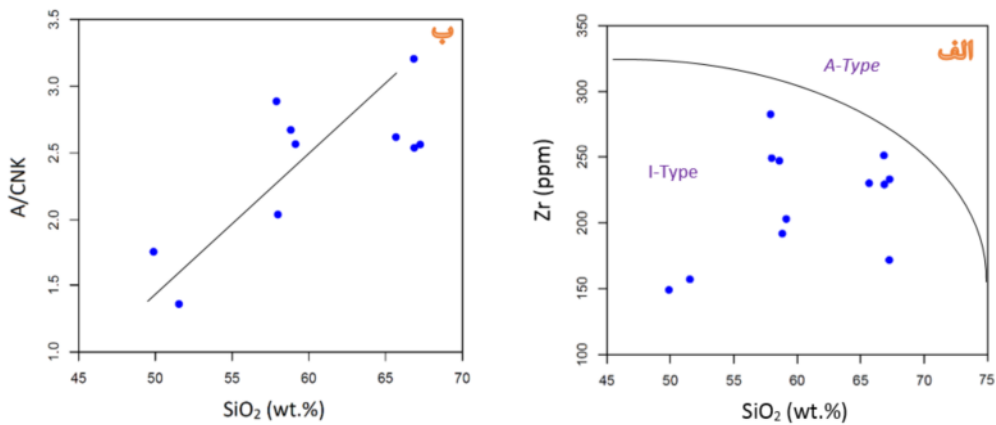 ب
A/CNK
3.5
3.0
2.5
2.0
1.5
1.0
45 50 55 60 65 70
SiO₂ (wt.%)
الف
A-Type
I-Type
Zr (ppm)
350
300
250
200
150
100
45 50 55 60 65 70 75
SiO₂ (wt.%)